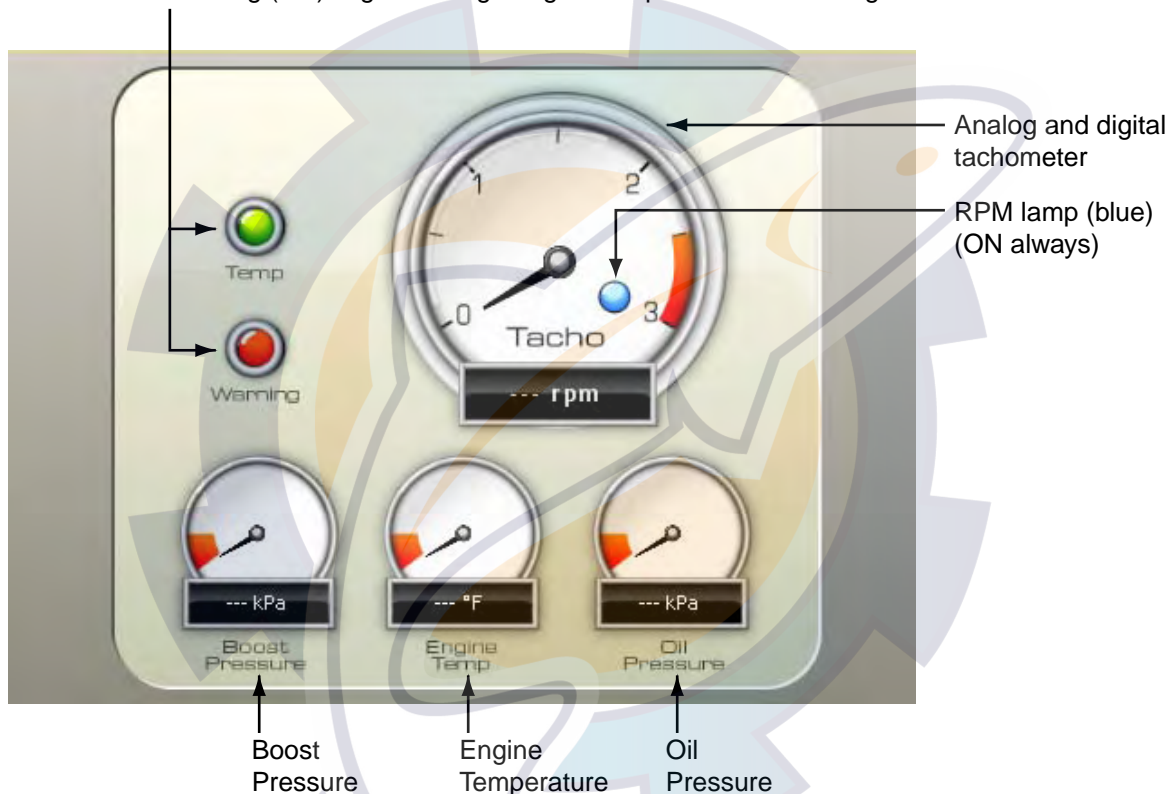 Analog and digital
tachometer
RPM lamp (blue)
(ON always)
1
2
0
3
Tacho
--- rpm
Temp
Warning
--- kPa
--- °F
--- kPa
Boost
Pressure
Engine
Temp
Oil
Pressure
Boost
Pressure
Engine
Temperature
Oil
Pressure